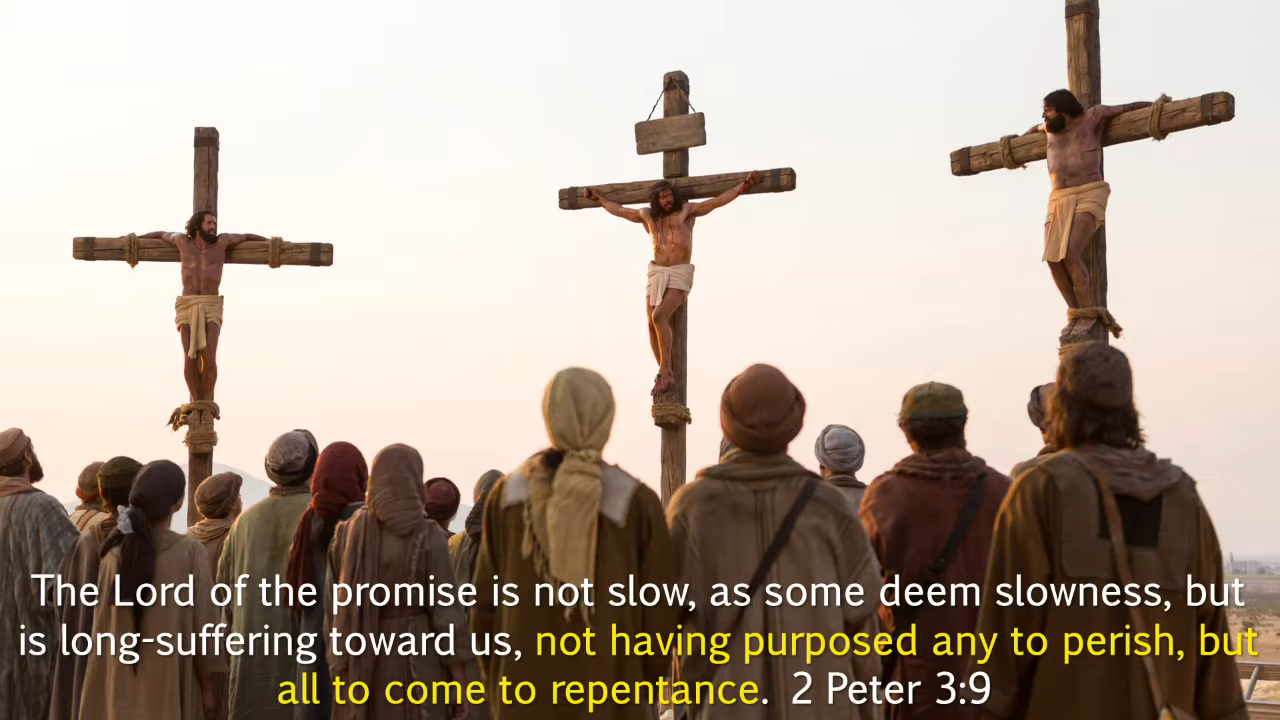 The Lord of the promise is not slow, as some deem slowness, but
is long-suffering toward us, not having purposed any to perish, but
all to come to repentance.  2 Peter 3:9